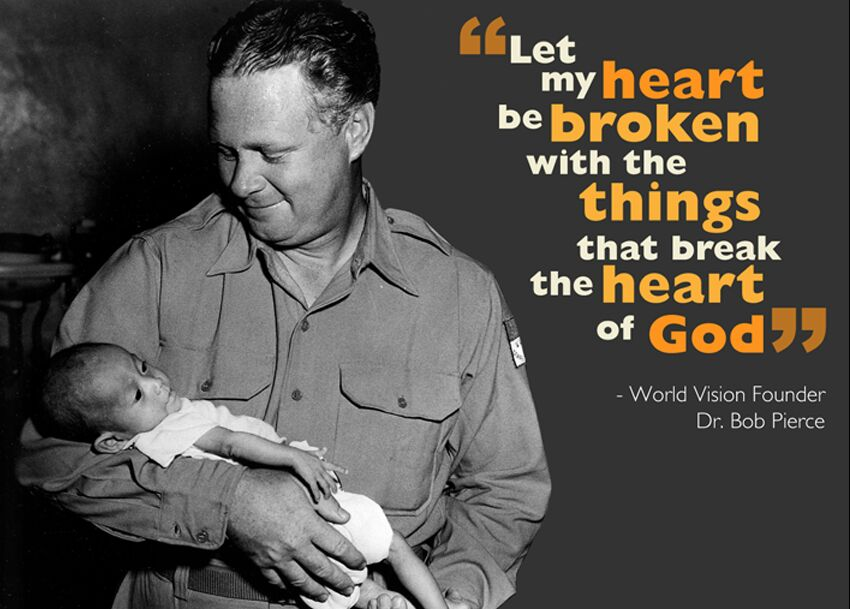 “Let
my heart
be broken
with the
things
that break
the heart
of God”
- World Vision Founder
Dr. Bob Pierce